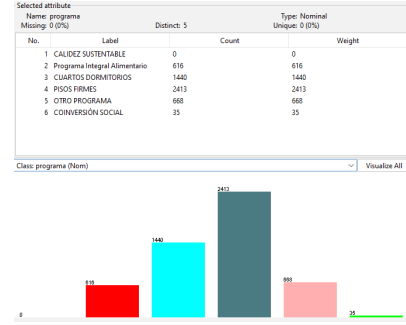 Selected attribute
Name: programa Type: Nominal
Missing: 0 (0%) Distinct: 5 Unique: 0 (0%)
No. Label Count Weight
1 CALIDEZ SUSTENTABLE 0 0
2 Programa Integral Alimentario 616 616
3 CUARTOS DORMITORIOS 1440 1440
4 PISOS FIRMES 2413 2413
5 OTRO PROGRAMA 668 668
6 COINVERSIÓN SOCIAL 35 35
Class: programa (Nom) Visualize All
2413
1440
616
668
35
0